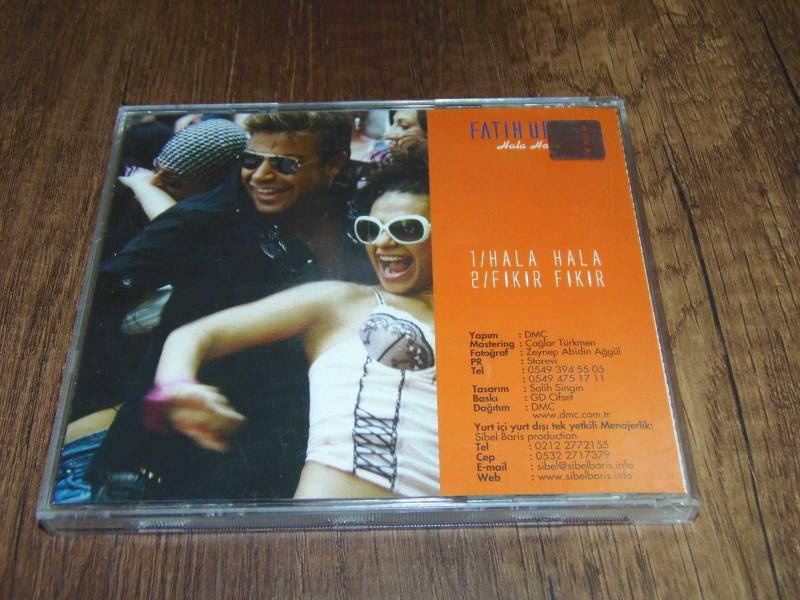 FATİH
Hala
1/HALA HALA
2/FIKIR FIKIR
Yapım : DMC
Mastering : Çağlar Türkmen
Fotoğraf : Zeynep Abidin Ağgül
PR : Starevi
Tel : 0549 394 55 05
: 0549 475 17 11
Tasarım : Salih Singin
Baskı : GD Ofset
Dağıtım : DMC
www.dmc.com.tr
Yurt içi yurt dışı tek yetkili Menajerlik:
Sibel Barış production
Tel : 0212 2772155
Cep : 0532 2717379
E-mail : sibel@sibelbaris.info
Web : www.sibelbaris.info